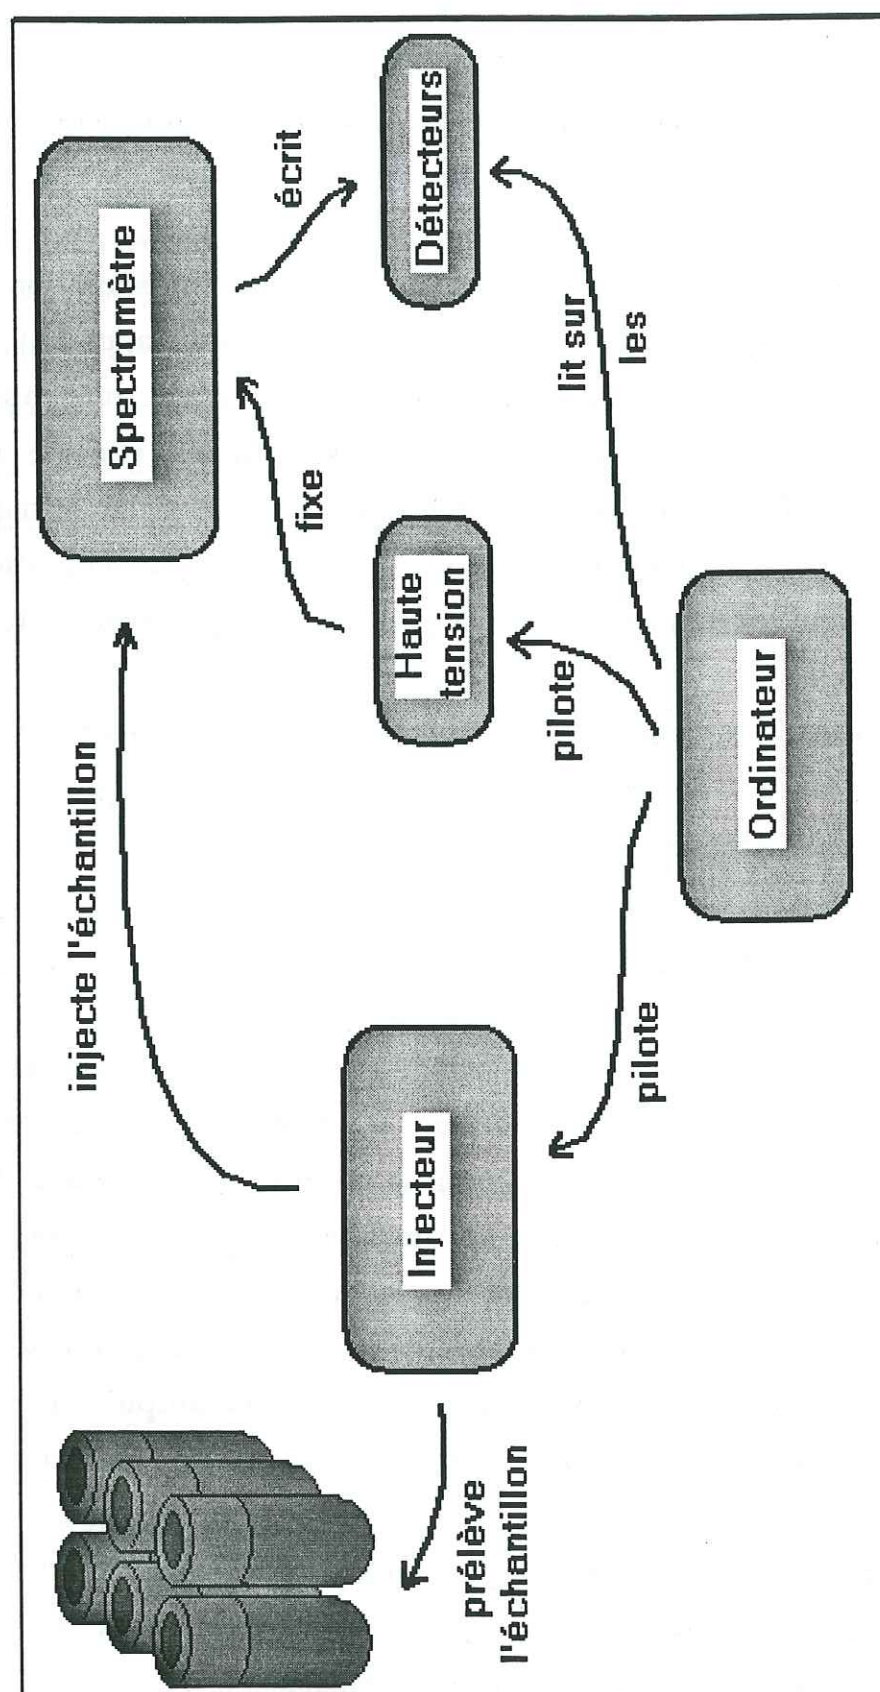 injecte l'échantillon
Spectromètre
écrit
fixe
Détecteurs
Haute
tension
lit sur
les
pilote
Injecteur
prélève
l'échantillon
pilote
Ordinateur